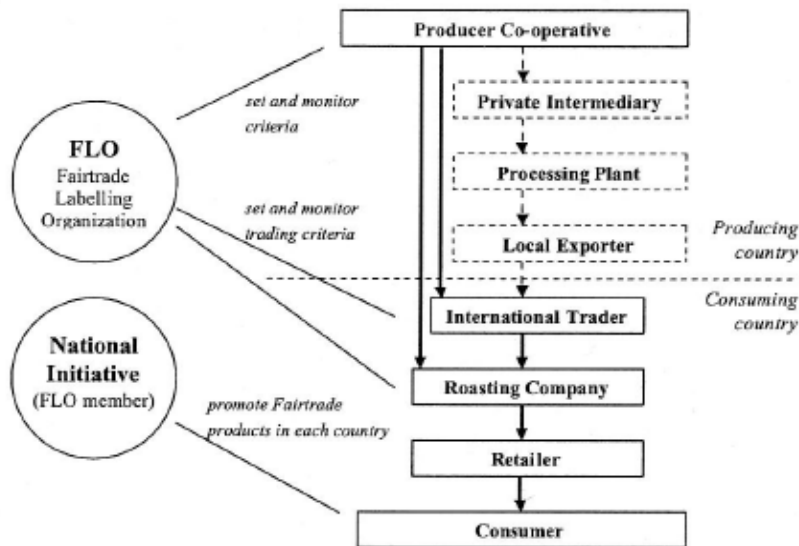 Producer Co-operative
set and monitor
criteria
Private Intermediary
FLO
Fairtrade
Labelling
Organization
Processing Plant
set and monitor
trading criteria
Local Exporter
Producing
country
Consuming
country
International Trader
National
Initiative
(FLO member)
Roasting Company
promote Fairtrade
products in each country
Retailer
Consumer